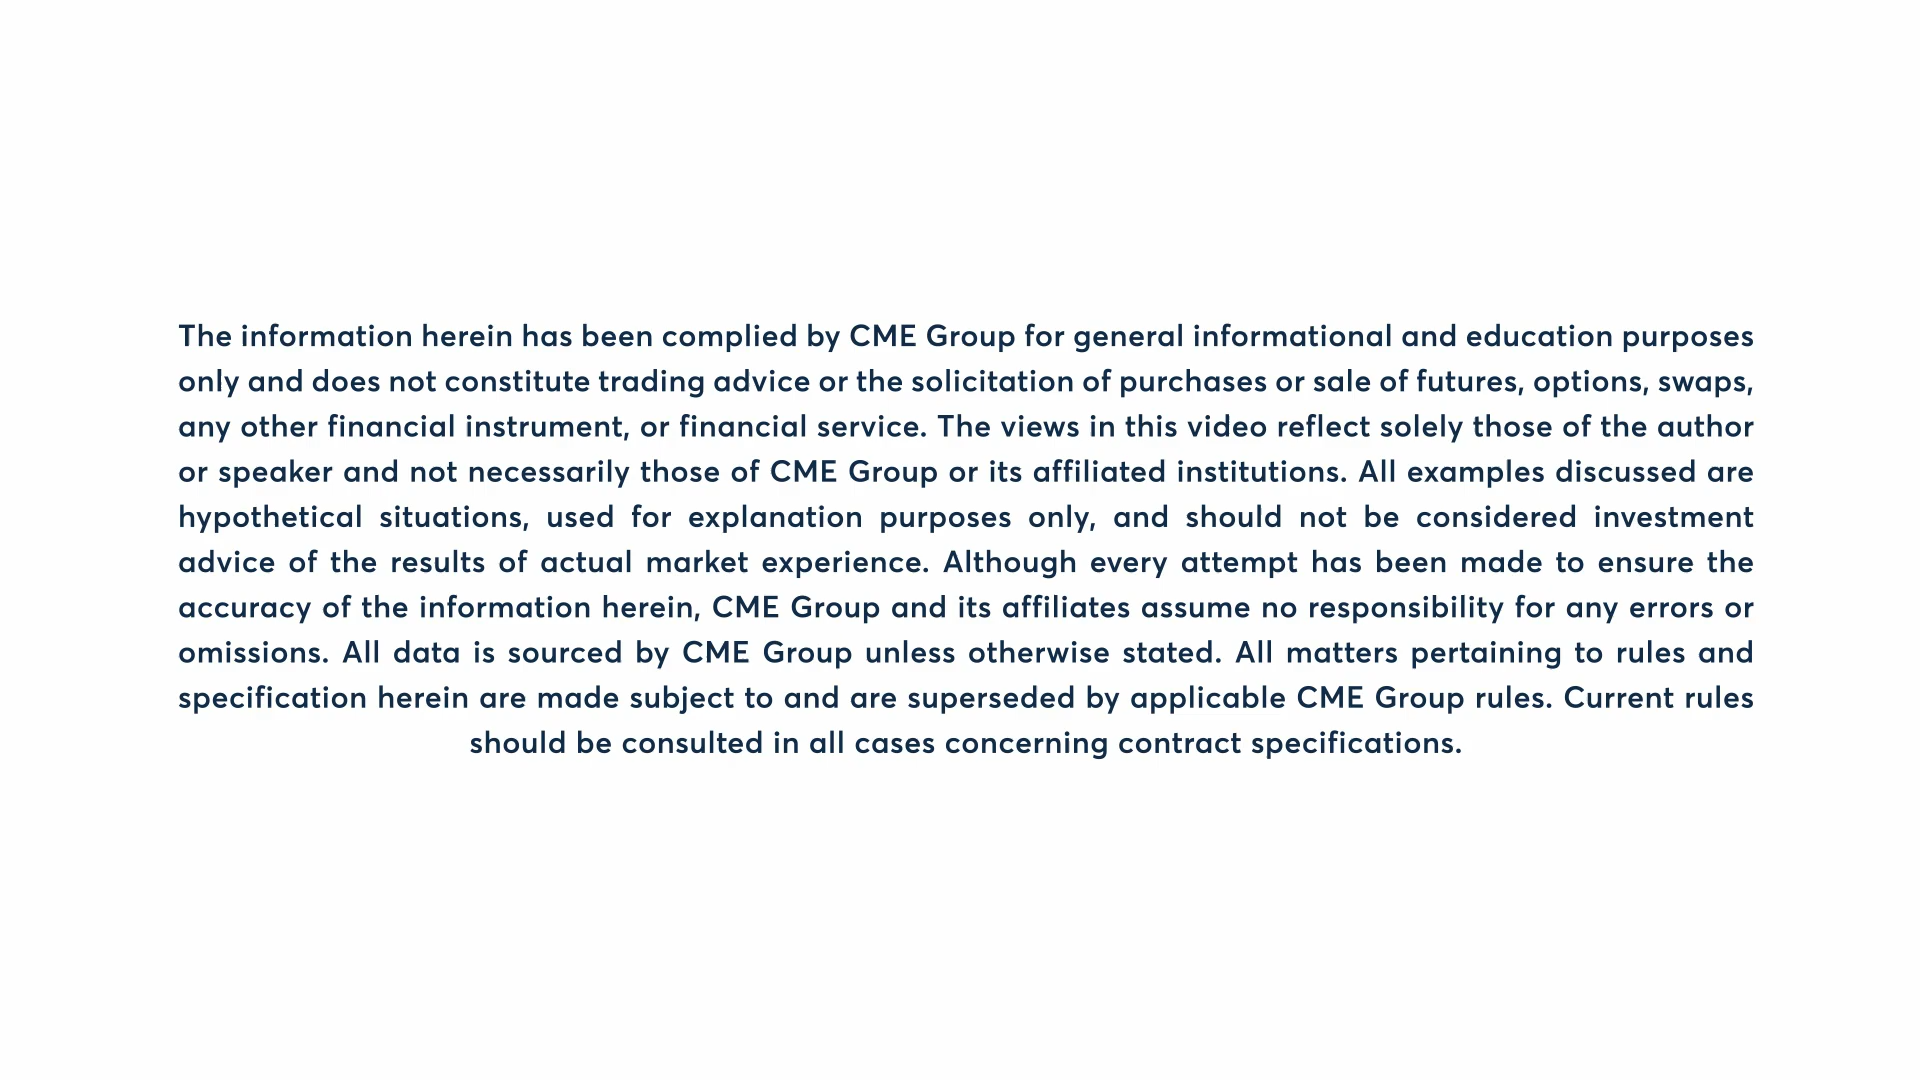 The information herein has been complied by CME Group for general informational and education purposes
only and does not constitute trading advice or the solicitation of purchases or sale of futures, options, swaps,
any other financial instrument, or financial service. The views in this video reflect solely those of the author
or speaker and not necessarily those of CME Group or its affiliated institutions. All examples discussed are
hypothetical situations, used for explanation purposes only, and should not be considered investment
advice of the results of actual market experience. Although every attempt has been made to ensure the
accuracy of the information herein, CME Group and its affiliates assume no responsibility for any errors or
omissions. All data is sourced by CME Group unless otherwise stated. All matters pertaining to rules and
specification herein are made subject to and are superseded by applicable CME Group rules. Current rules
should be consulted in all cases concerning contract specifications.